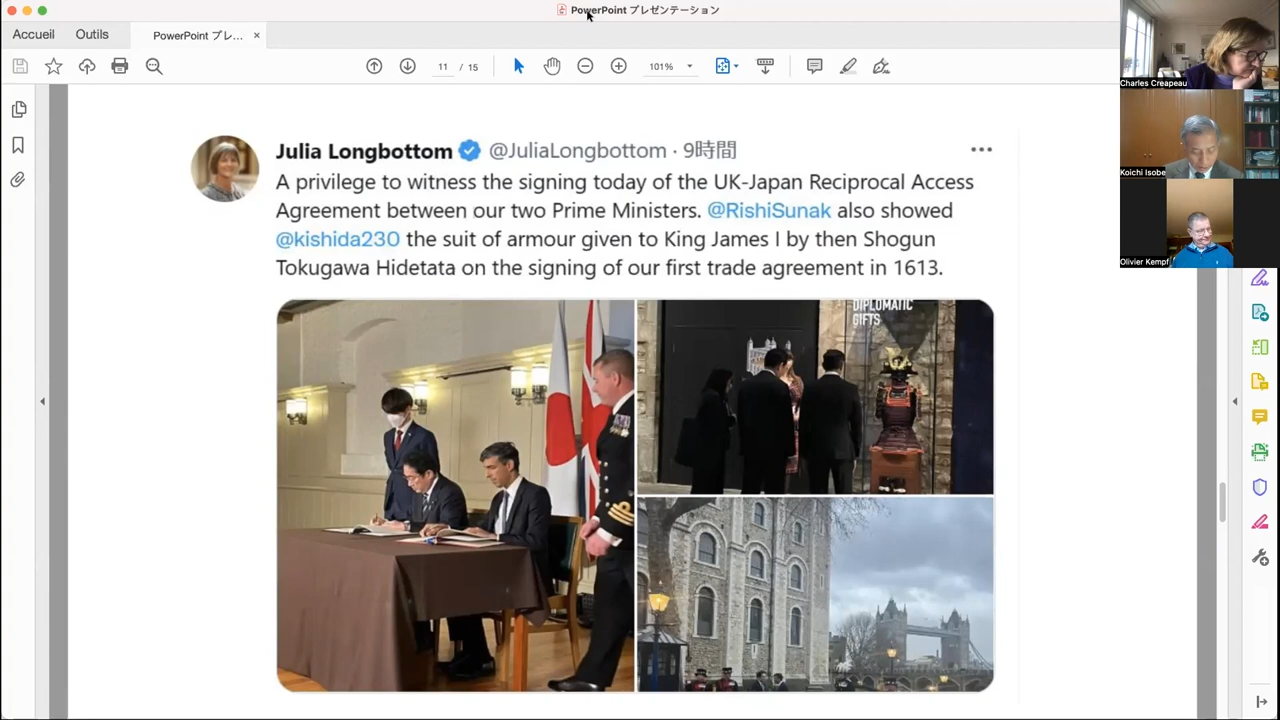 PowerPoint プレゼンテーション
Accueil
Outils
PowerPoint プレ...
11 / 15
101%
Julia Longbottom @JuliaLongbottom · 9時間
A privilege to witness the signing today of the UK-Japan Reciprocal Access
Agreement between our two Prime Ministers. @RishiSunak also showed
@kishida230 the suit of armour given to King James I by then Shogun
Tokugawa Hidetata on the signing of our first trade agreement in 1613.
DIPLOMATIC
GIFTS
Charles Creapeau
Koichi Isobe
Olivier Kempf